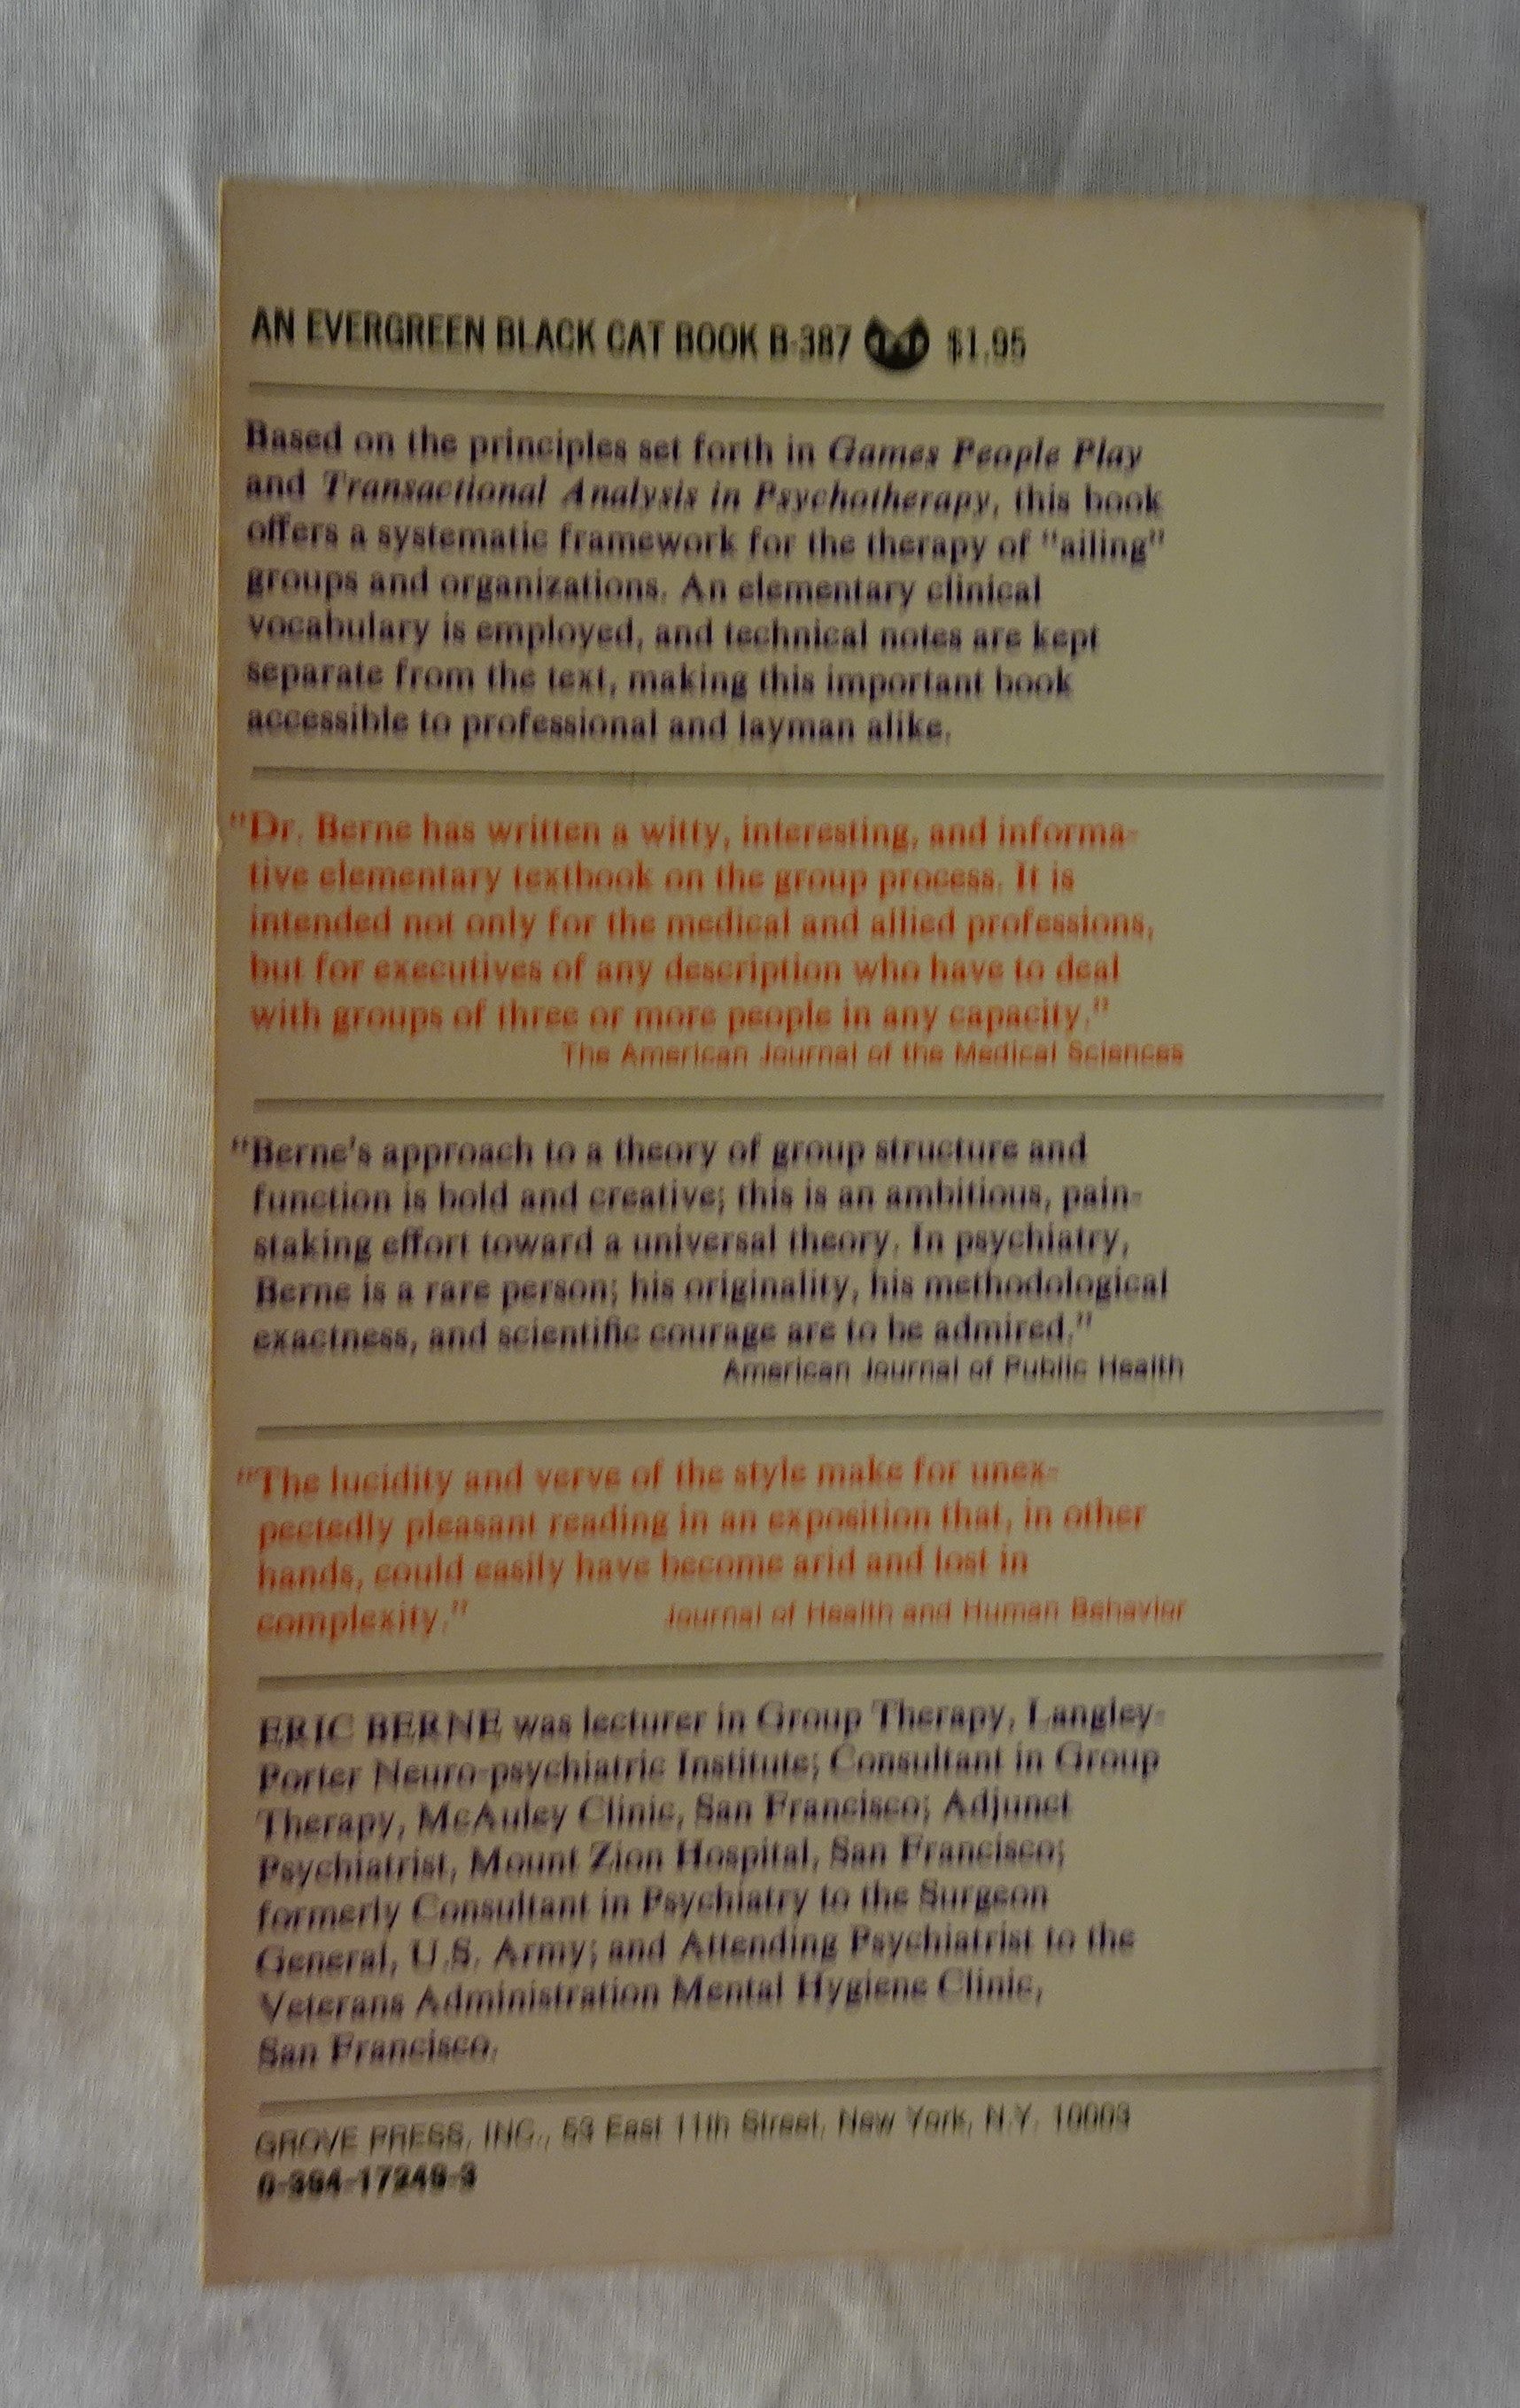 AN EVERGREEN BLACK CAT BOOK B-387 $1.95
Based on the principles set forth in Games People Play
and Transactional Analysis in Psychotherapy, this book
offers a systematic framework for the therapy of "ailing"
groups and organizations. An elementary clinical
vocabulary is employed, and technical notes are kept
separate from the text, making this important book
accessible to professional and layman alike.
"Dr. Berne has written a witty, interesting, and informa-
tive elementary textbook on the group process. It is
intended not only for the medical and allied professions,
but for executives of any description who have to deal
with groups of three or more people in any capacity."
The American Journal of the Medical Sciences
"Berne's approach to a theory of group structure and
function is bold and creative; this is an ambitious, pain-
staking effort toward a universal theory. In psychiatry,
Berne is a rare person; his originality, his methodological
exactness, and scientific courage are to be admired."
American Journal of Public Health
"The lucidity and verve of the style make for unex-
pectedly pleasant reading in an exposition that, in other
hands, could easily have become arid and lost in
complexity." Journal of Health and Human Behavior
ERIC BERNE was lecturer in Group Therapy, Langley-
Porter Neuro-psychiatric Institute; Consultant in Group
Therapy, McAuley Clinic, San Francisco; Adjunct
Psychiatrist, Mount Zion Hospital, San Francisco;
formerly Consultant in Psychiatry to the Surgeon
General, U.S. Army; and Attending Psychiatrist to the
Veterans Administration Mental Hygiene Clinic,
San Francisco.
GROVE PRESS, INC., 53 East 11th Street, New York, N.Y. 10003